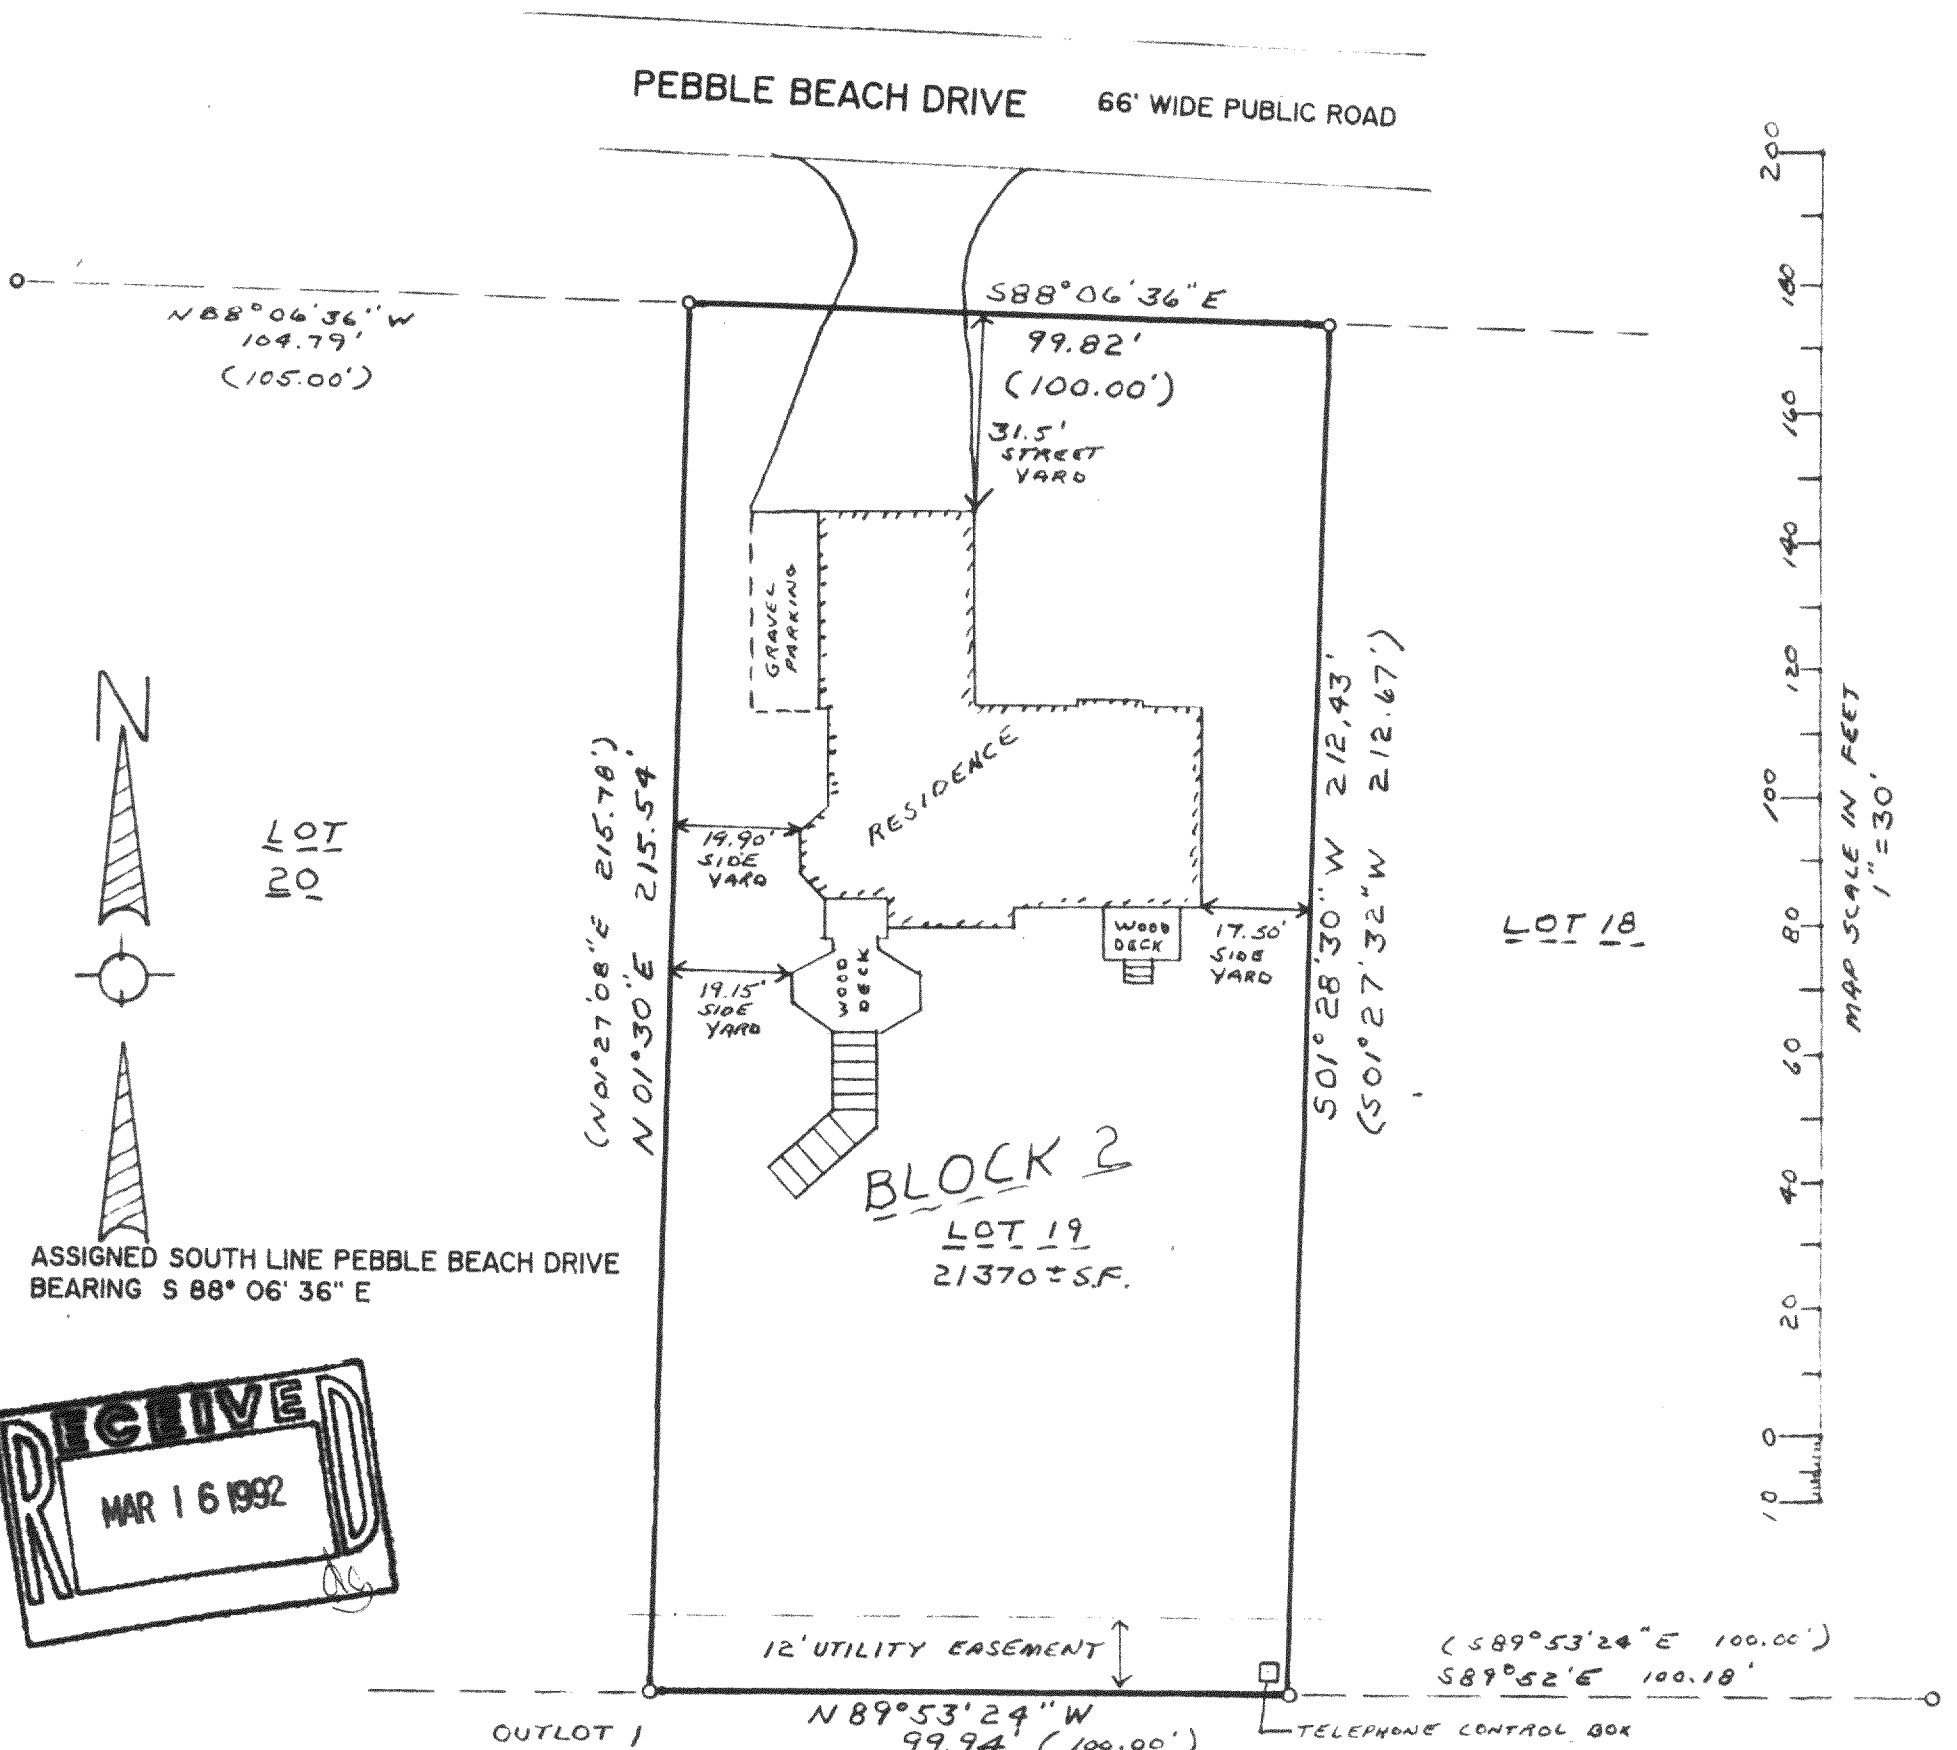 PEBBLE BEACH DRIVE 66' WIDE PUBLIC ROAD
N88°06'36"W
104.79'
(105.00')
S88°06'36"E
99.82'
(100.00')
31.5'
STREET
YARD
GRAVEL
PARKING
RESIDENCE
N
LOT
20
(N01°27'08"E 215.78')
N01°30'E 215.54'
19.90'
SIDE
YARD
19.15'
SIDE
YARD
WOOD
DECK
WOOD
DECK
17.50'
SIDE
YARD
S01°28'30"W 212.43'
(S01°27'32"W 212.67')
LOT 18
BLOCK 2
LOT 19
21370± S.F.
200
180
160
140
120
100
80
60
40
20
0
10
MAP SCALE IN FEET
1"=30'
ASSIGNED SOUTH LINE PEBBLE BEACH DRIVE
BEARING S 88° 06' 36" E
RECEIVED
MAR 16 1992
12' UTILITY EASEMENT
(S89°53'24"E 100.00')
S89°52'E 100.18'
N89°53'24"W
99.94' (100.00')
OUTLOT 1
TELEPHONE CONTROL BOX